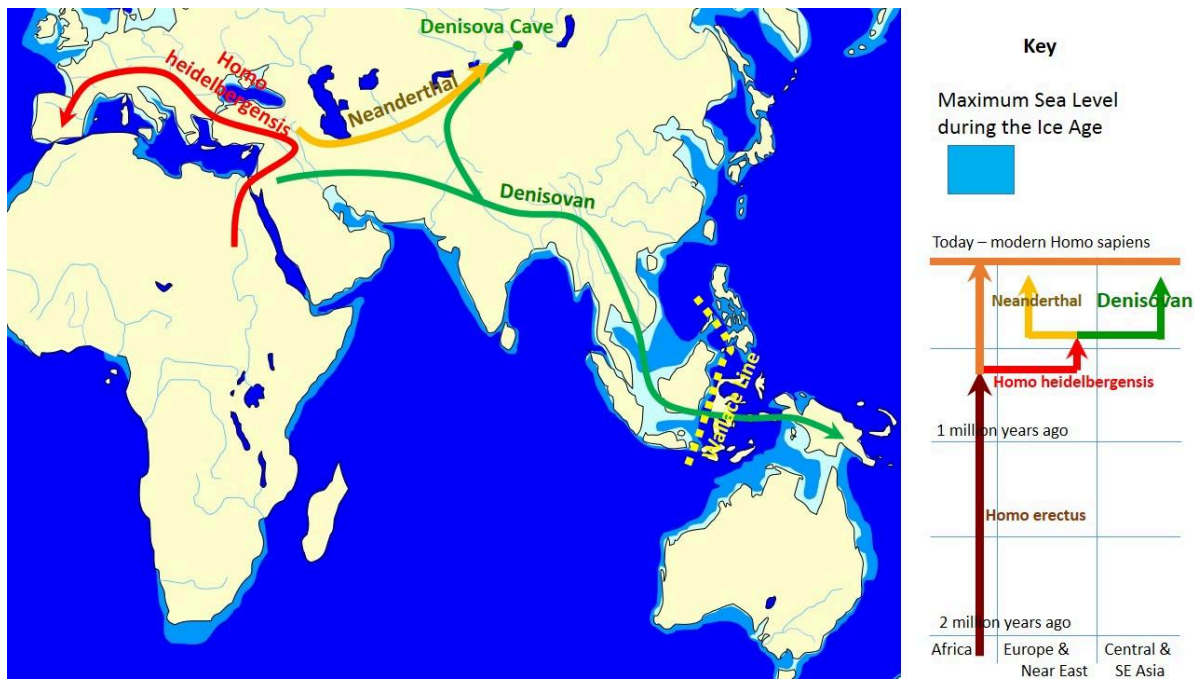 Denisova Cave
Homo
heidelbergensis
Neanderthal
Denisovan
Wallace Line
Key
Maximum Sea Level
during the Ice Age
Today – modern Homo sapiens
Neanderthal
Denisovan
Homo heidelbergensis
1 million years ago
Homo erectus
2 million years ago
Africa
Europe &
Near East
Central &
SE Asia